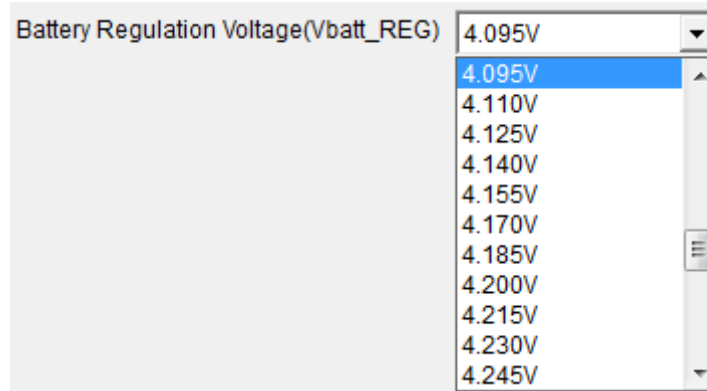 Battery Regulation Voltage(Vbatt_REG) 4.095V
4.095V
4.110V
4.125V
4.140V
4.155V
4.170V
4.185V
4.200V
4.215V
4.230V
4.245V